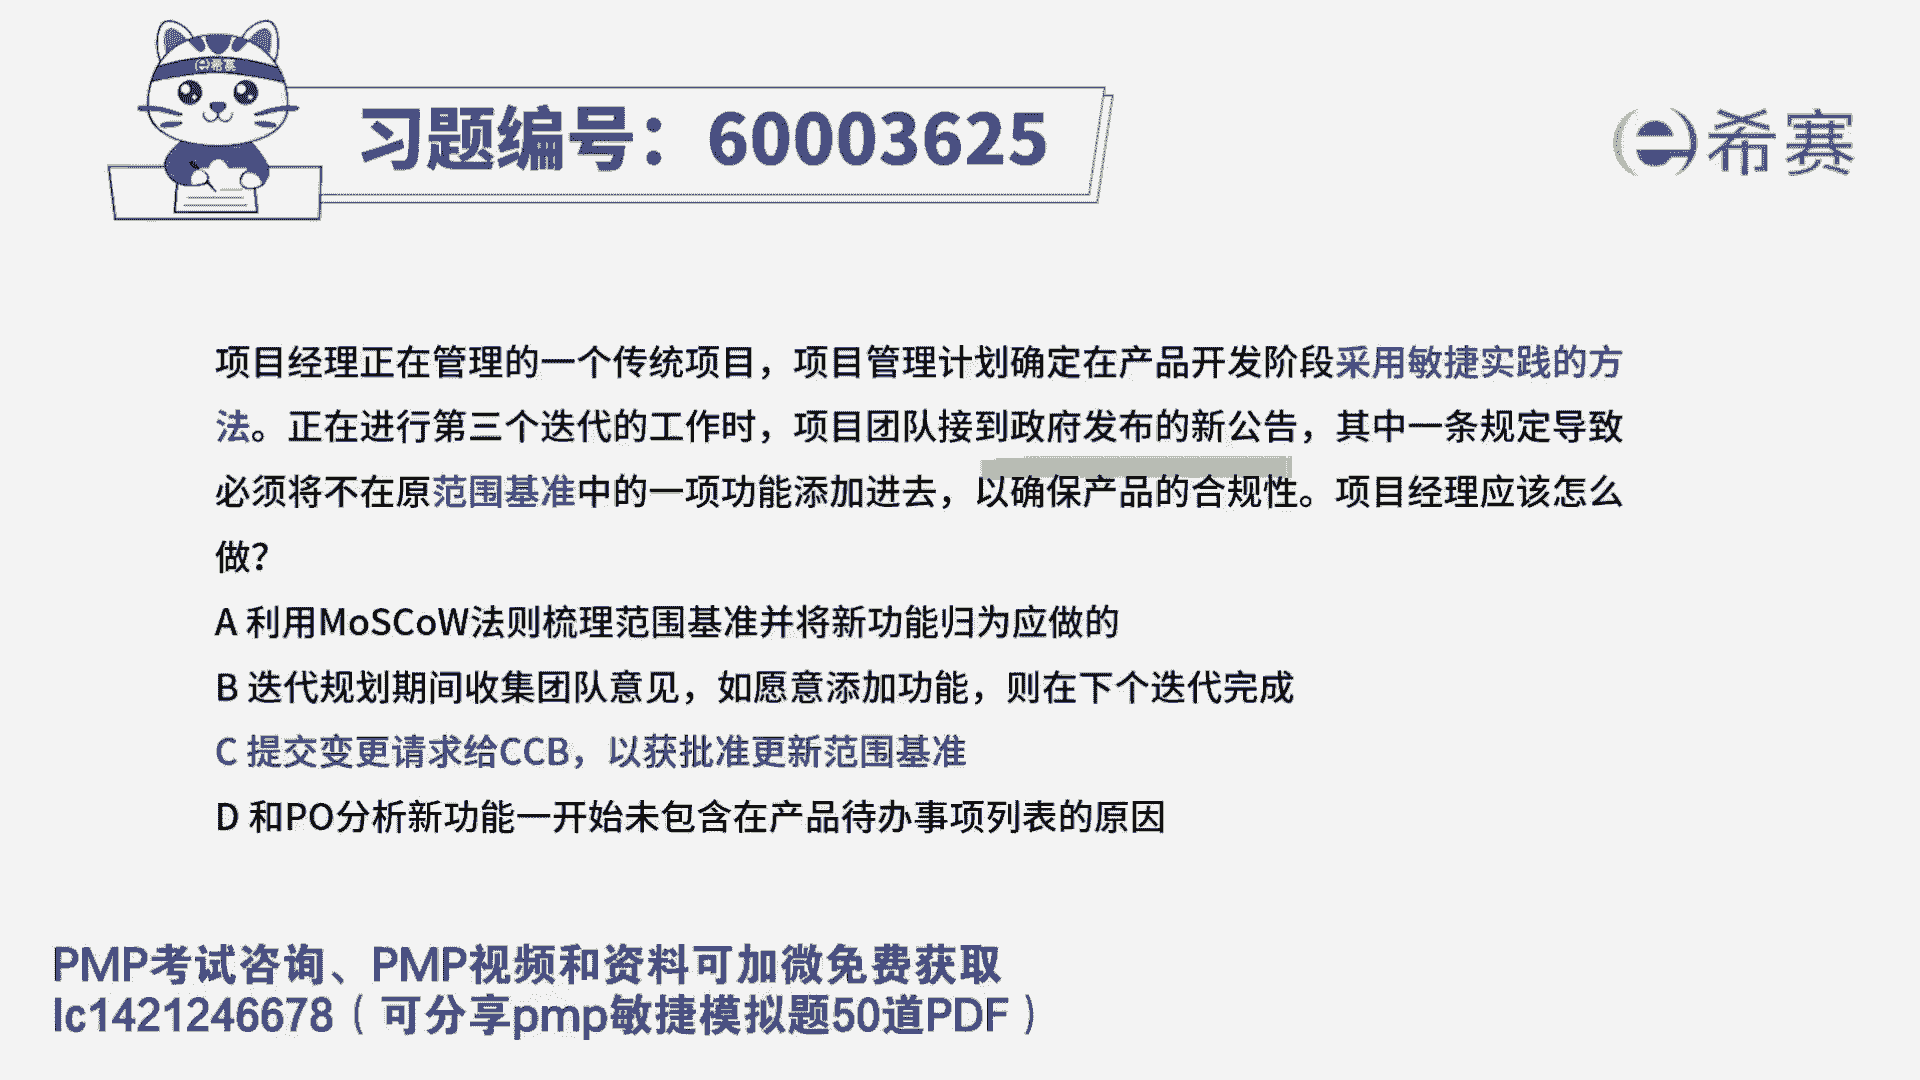 希赛
习题编号：60003625
希赛
项目经理正在管理的一个传统项目，项目管理计划确定在产品开发阶段采用敏捷实践的方
法。正在进行第三个迭代的工作时，项目团队接到政府发布的新公告，其中一条规定导致
必须将不在原范围基准中的一项功能添加进去，以确保产品的合规性。项目经理应该怎么
做？
A 利用MoSCoW法则梳理范围基准并将新功能归为应做的
B 迭代规划期间收集团队意见，如愿意添加功能，则在下个迭代完成
C 提交变更请求给CCB，以获批准更新范围基准
D 和PO分析新功能一开始未包含在产品待办事项列表的原因
PMP考试咨询、PMP视频和资料可加微免费获取
lc1421246678（可分享pmp敏捷模拟题50道PDF）